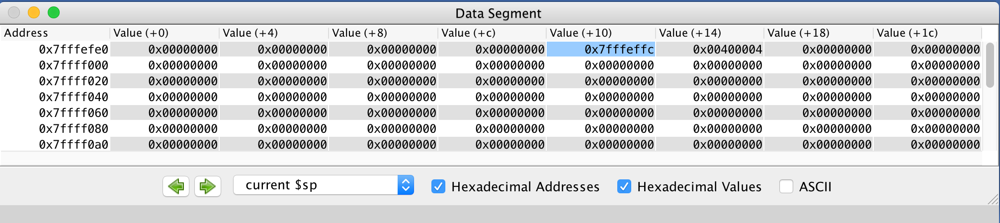 Data Segment
Address Value (+0) Value (+4) Value (+8) Value (+c) Value (+10) Value (+14) Value (+18) Value (+1c)
0x7fffefe0 0x00000000 0x00000000 0x00000000 0x00000000 0x7fffeffc 0x00400004 0x00000000 0x00000000
0x7ffff000 0x00000000 0x00000000 0x00000000 0x00000000 0x00000000 0x00000000 0x00000000 0x00000000
0x7ffff020 0x00000000 0x00000000 0x00000000 0x00000000 0x00000000 0x00000000 0x00000000 0x00000000
0x7ffff040 0x00000000 0x00000000 0x00000000 0x00000000 0x00000000 0x00000000 0x00000000 0x00000000
0x7ffff060 0x00000000 0x00000000 0x00000000 0x00000000 0x00000000 0x00000000 0x00000000 0x00000000
0x7ffff080 0x00000000 0x00000000 0x00000000 0x00000000 0x00000000 0x00000000 0x00000000 0x00000000
0x7ffff0a0 0x00000000 0x00000000 0x00000000 0x00000000 0x00000000 0x00000000 0x00000000 0x00000000
current $sp Hexadecimal Addresses Hexadecimal Values ASCII